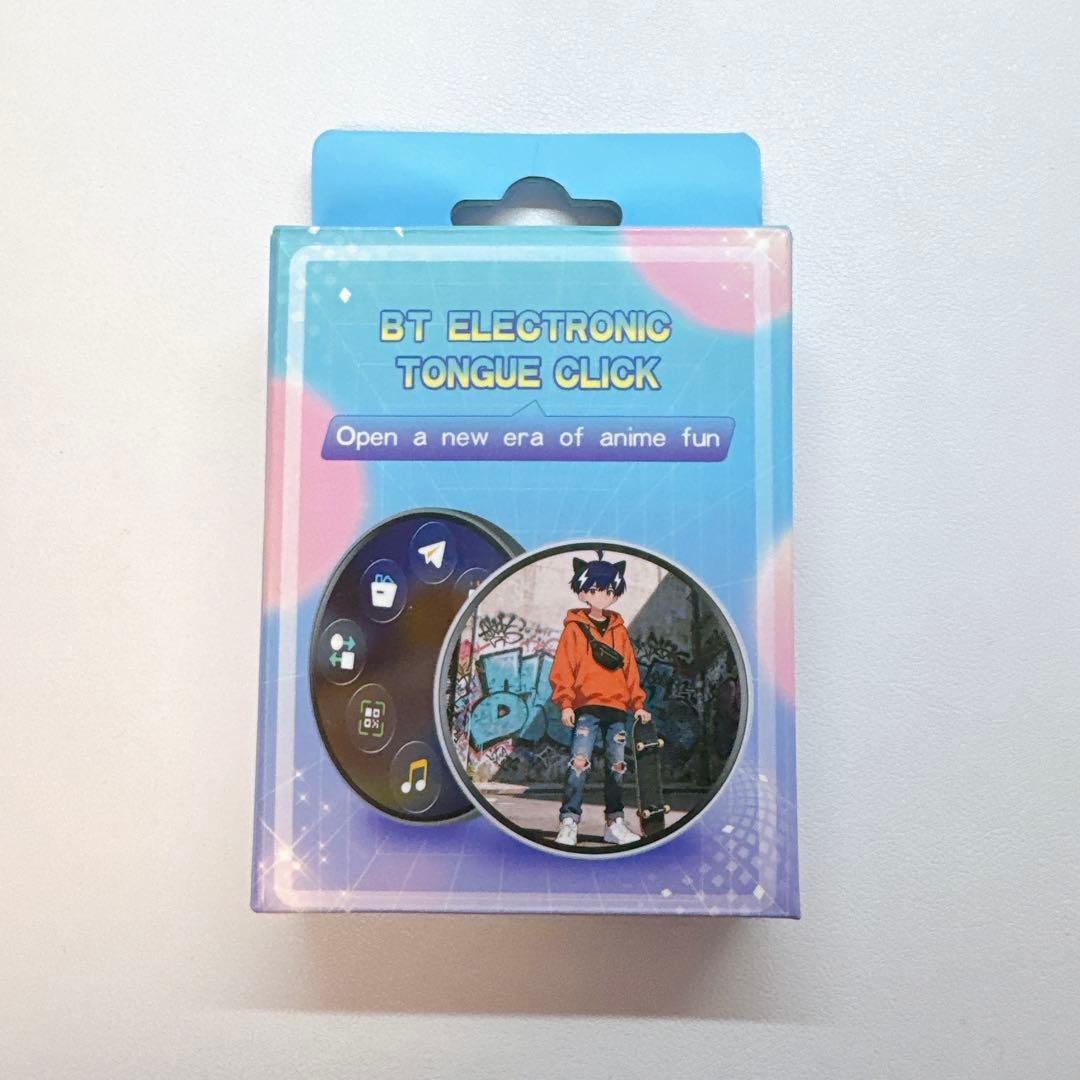 BT ELECTRONIC
TONGUE CLICK
Open a new era of anime fun